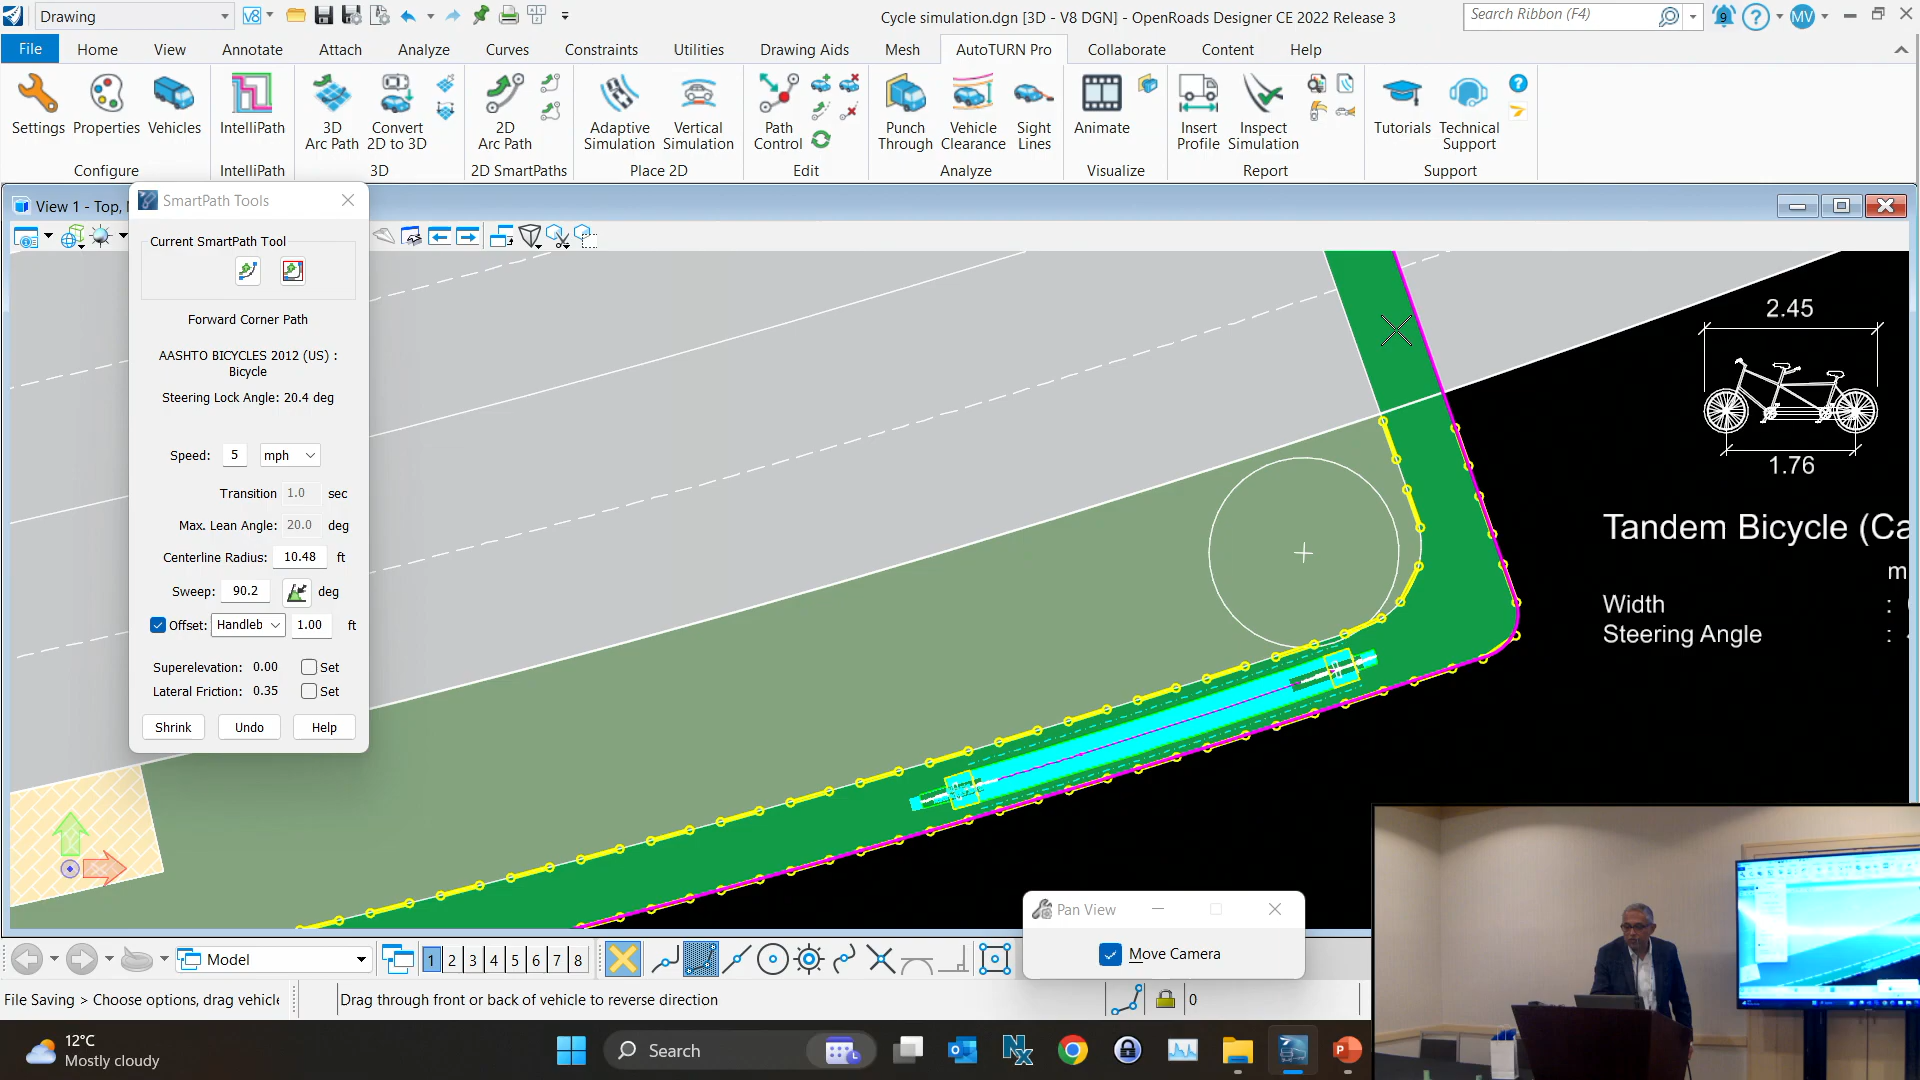 Drawing
Cycle simulation.dgn [3D - V8 DGN] - OpenRoads Designer CE 2022 Release 3
Search Ribbon (F4)
MV
File
Home
View
Annotate
Attach
Analyze
Curves
Constraints
Utilities
Drawing Aids
Mesh
AutoTURN Pro
Collaborate
Content
Help
Settings
Properties
Vehicles
IntelliPath
3D
Arc Path
Convert
2D to 3D
2D
Arc Path
Adaptive
Simulation
Vertical
Simulation
Path
Control
Punch
Through
Vehicle
Clearance
Sight
Lines
Animate
Insert
Profile
Inspect
Simulation
Tutorials
Technical
Support
Configure
IntelliPath
3D
2D SmartPaths
Place 2D
Edit
Analyze
Visualize
Report
Support
View 1 - Top,
SmartPath Tools
Current SmartPath Tool
Forward Corner Path
AASHTO BICYCLES 2012 (US) :
Bicycle
Steering Lock Angle: 20.4 deg
Speed: 5 mph
Transition 1.0 sec
Max. Lean Angle: 20.0 deg
Centerline Radius: 10.48 ft
Sweep: 90.2 deg
Offset: Handleb 1.00 ft
Superelevation: 0.00 Set
Lateral Friction: 0.35 Set
Shrink
Undo
Help
2.45
1.76
Tandem Bicycle (Ca
m
Width :
Steering Angle :
Pan View
Move Camera
Model
1 2 3 4 5 6 7 8
File Saving > Choose options, drag vehicle
Drag through front or back of vehicle to reverse direction
0
12°C
Mostly cloudy
Search